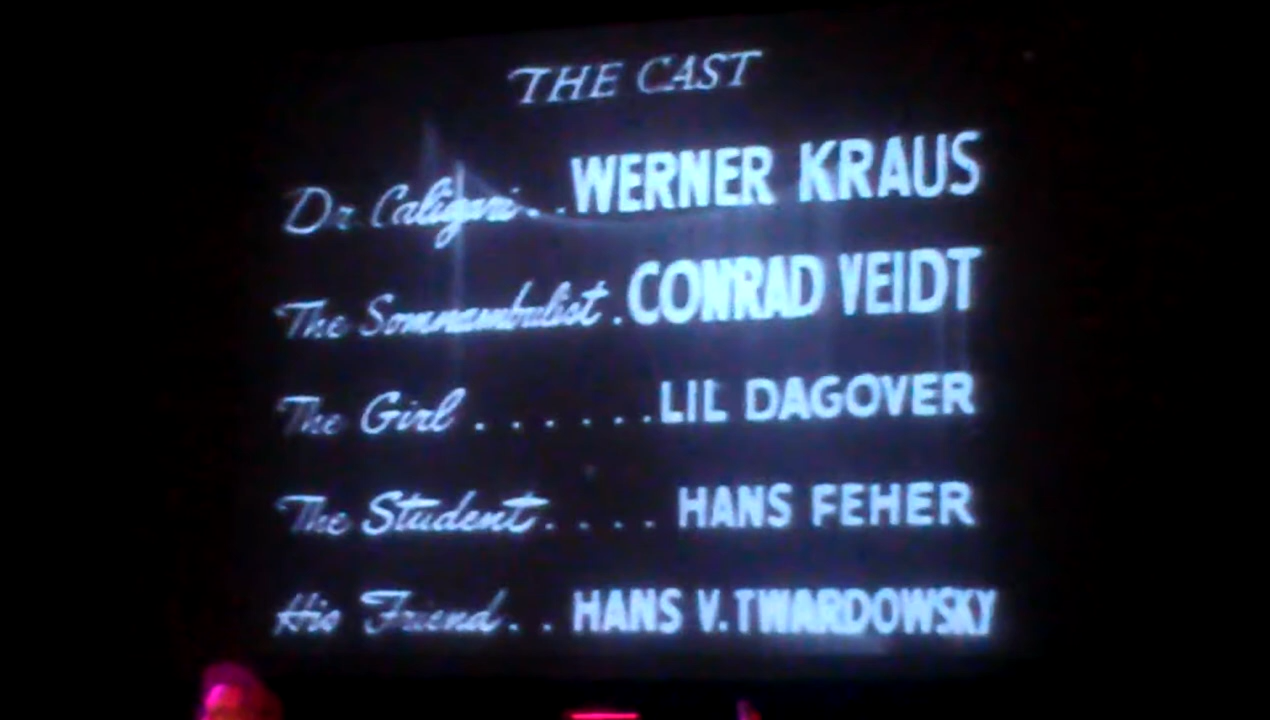 THE CAST
Dr. Caligari . . WERNER KRAUS
The Somnambulist . CONRAD VEIDT
The Girl . . . . . . . LIL DAGOVER
The Student . . . . HANS FEHER
His Friend . . HANS V. TWARDOWSKY